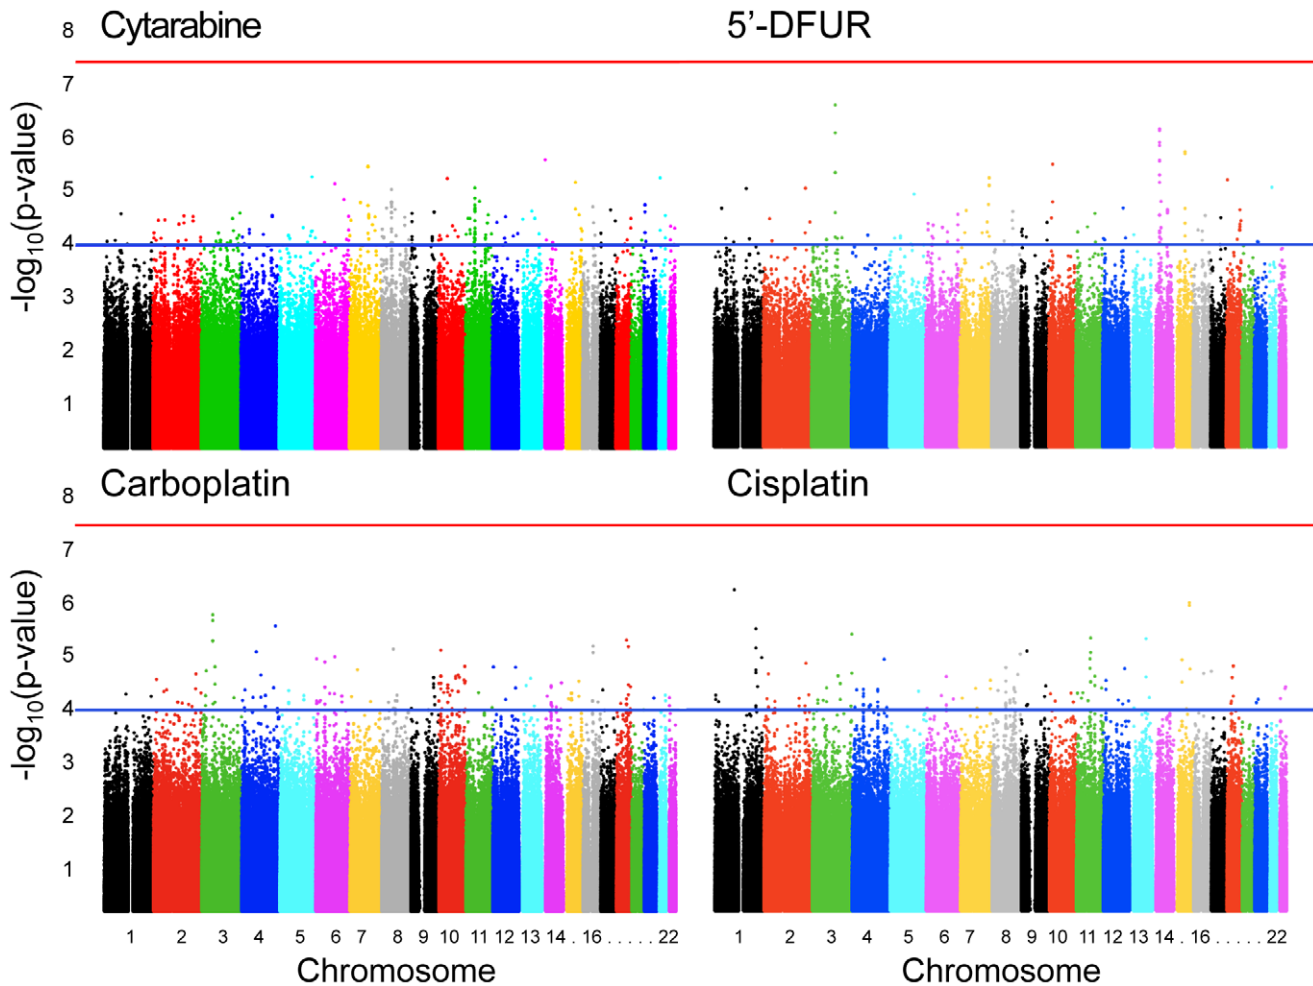 Cytarabine
5'-DFUR
8
7
6
5
4
3
2
1
-log10(p-value)
Carboplatin
Cisplatin
8
7
6
5
4
3
2
1
-log10(p-value)
1 2 3 4 5 6 7 8 9 10 11 12 13 14 . 16 . . . . . 22
1 2 3 4 5 6 7 8 9 10 11 12 13 14 . 16 . . . . . 22
Chromosome
Chromosome